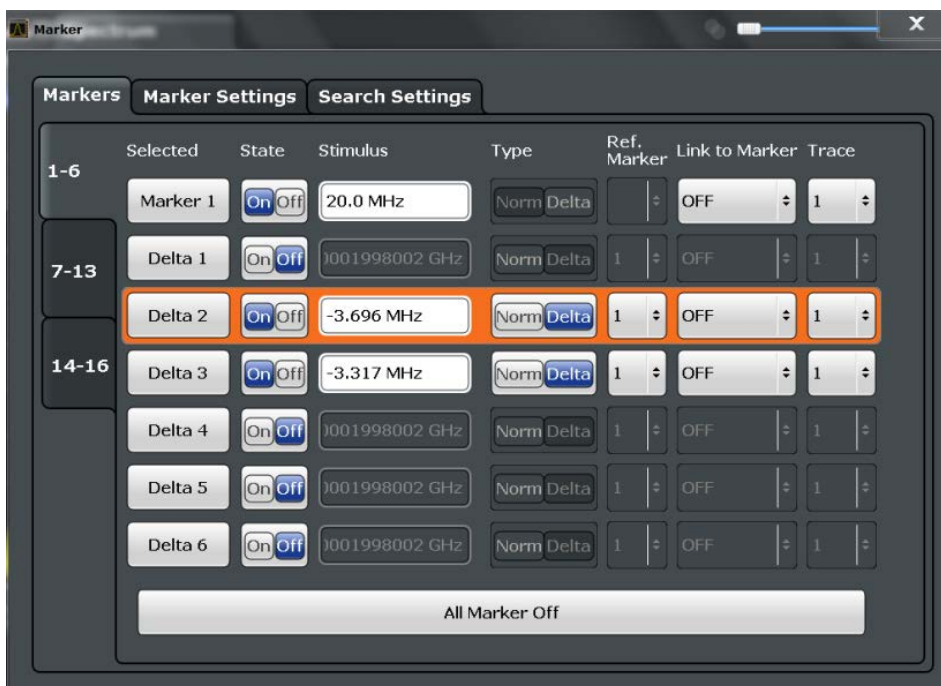 Marker
Markers Marker Settings Search Settings
1-6
7-13
14-16
Selected State Stimulus Type Ref. Marker Link to Marker Trace
Marker 1 On Off 20.0 MHz Norm Delta OFF 1
Delta 1 On Off 0001998002 GHz Norm Delta 1 OFF 1
Delta 2 On Off -3.696 MHz Norm Delta 1 OFF 1
Delta 3 On Off -3.317 MHz Norm Delta 1 OFF 1
Delta 4 On Off 0001998002 GHz Norm Delta 1 OFF 1
Delta 5 On Off 0001998002 GHz Norm Delta 1 OFF 1
Delta 6 On Off 0001998002 GHz Norm Delta 1 OFF 1
All Marker Off